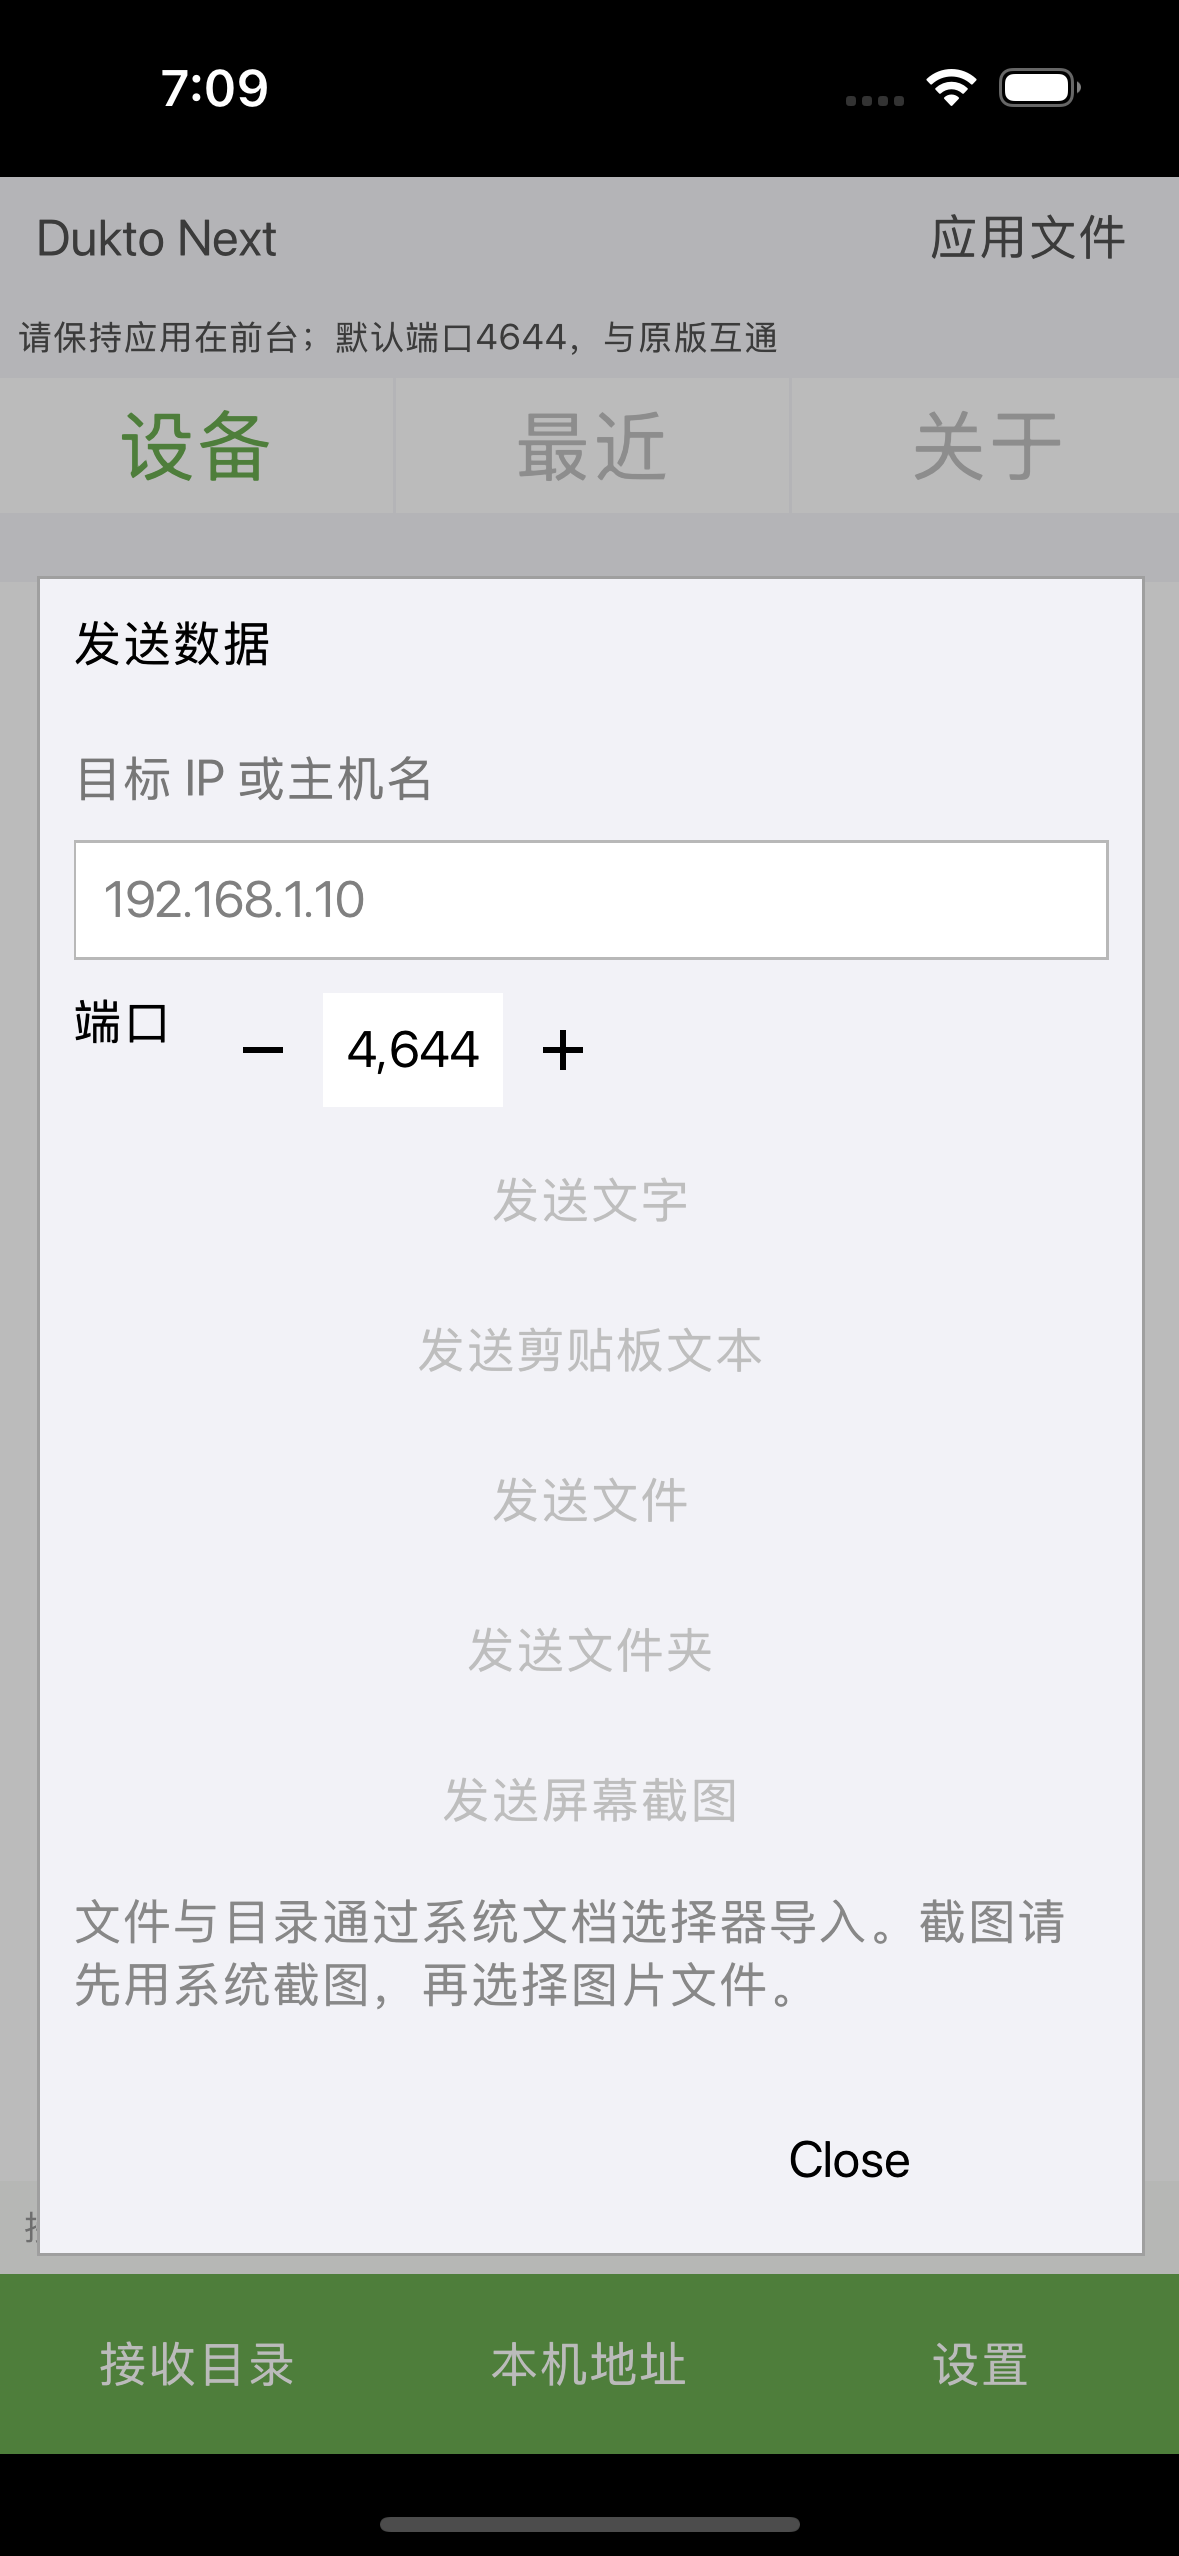 7:09
Dukto Next
应用文件
请保持应用在前台；默认端口4644，与原版互通
设备
最近
关于
发送数据
目标 IP 或主机名
192.168.1.10
端口
4,644
发送文字
发送剪贴板文本
发送文件
发送文件夹
发送屏幕截图
文件与目录通过系统文档选择器导入。截图请
先用系统截图，再选择图片文件。
Close
接收目录
本机地址
设置